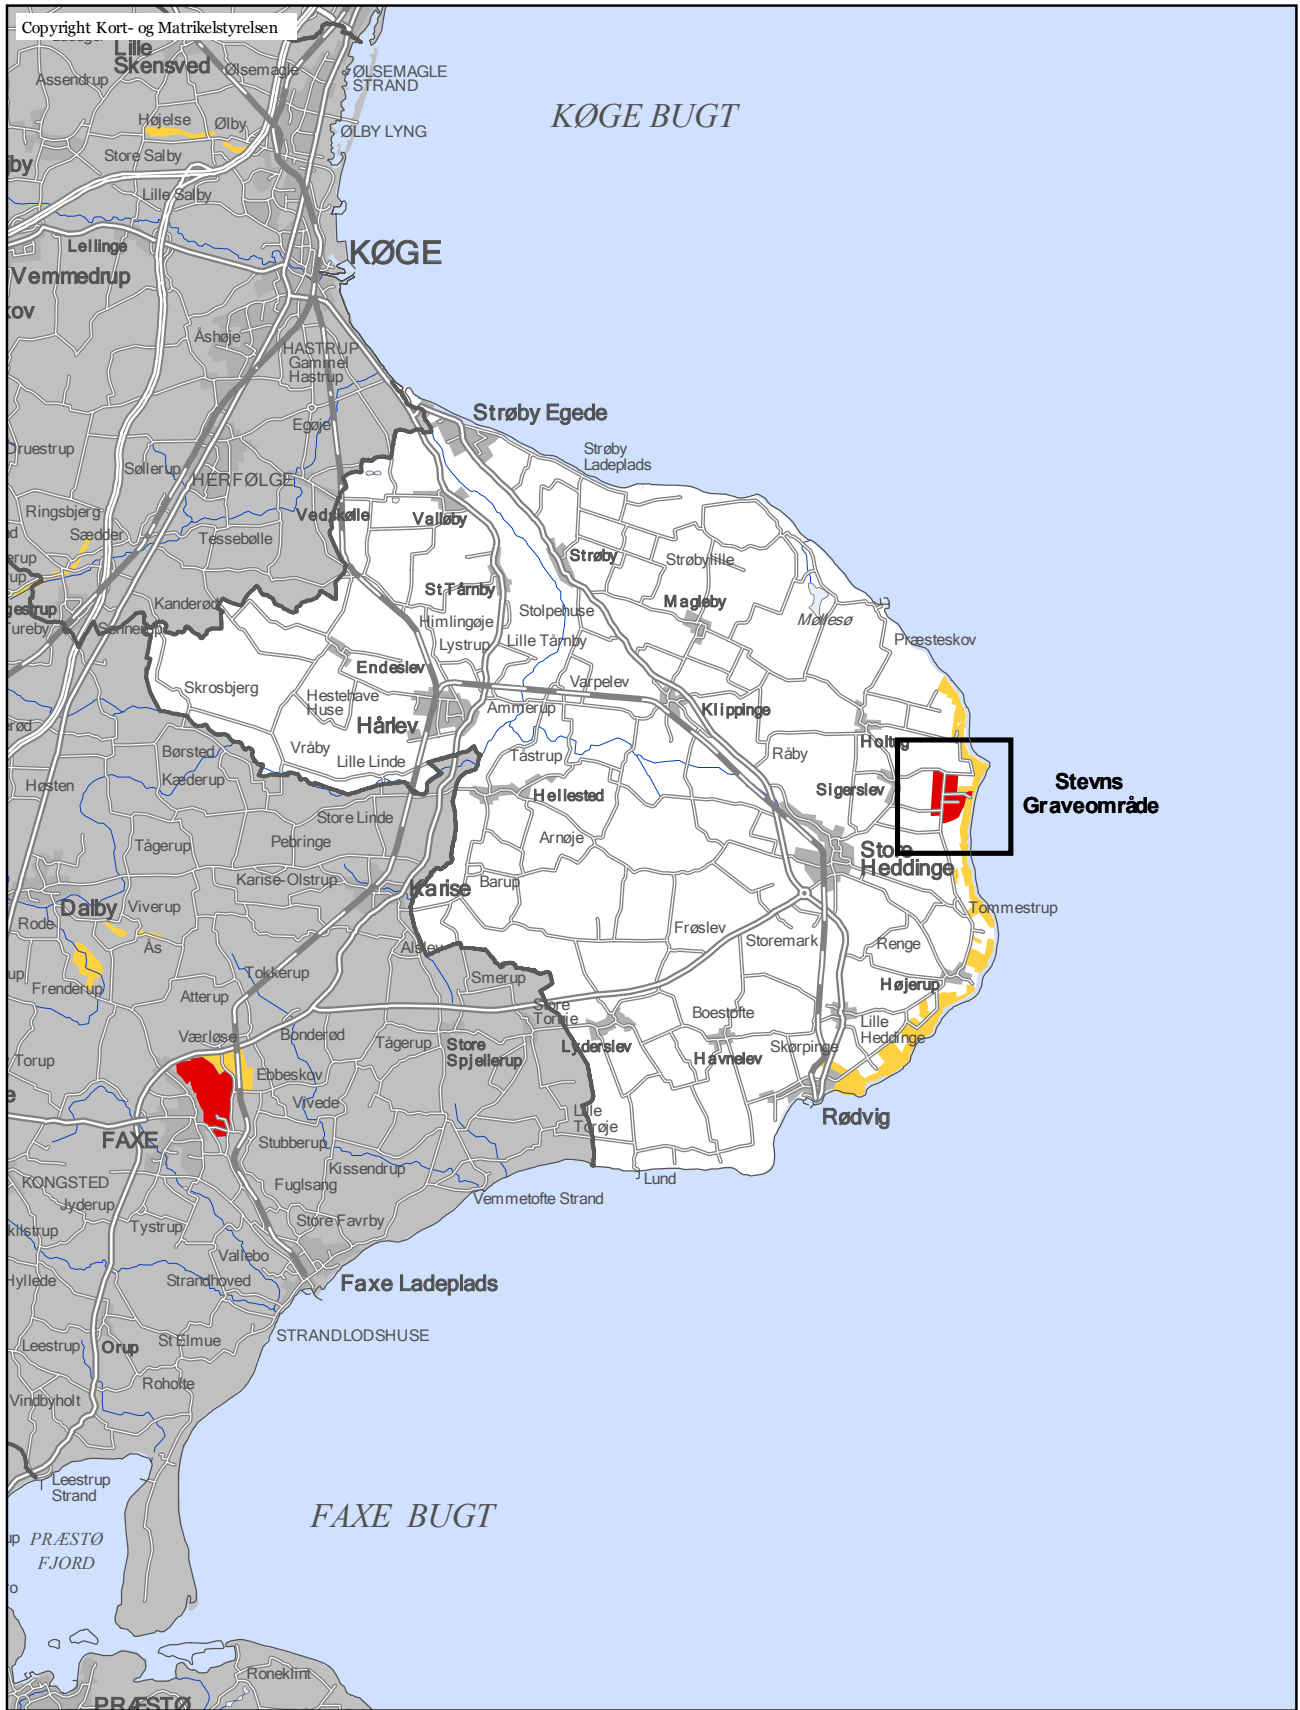 Copyright Kort- og Matrikelstyrelsen
Lille
Skensved
Assendrup
Ølsemagle
ØLSEMAGLE
STRAND
KØGE BUGT
Højelse
Ølby
ØLBY LYNG
Store Salby
Lille Salby
Lellinge
KØGE
Vemmedrup
Åshøje
HASTRUP
Gammel
Hastrup
Strøby Egede
Egøje
Strøby
Ladeplads
Søllerup
HERFØLGE
Ringsbjerg
Vedskølle
Valløby
Sædder
Tessebølle
Strøby
Strøbylille
St Tårnby
Magleby
Kanderød
Stolpehuse
Himlingøje
Møllesø
Lystrup
Lille Tårnby
Præsteskov
Endeslev
Skrosbjerg
Varpelev
Hestehave
Huse
Ammerup
Klippinge
Hårlev
Holtug
Vråby
Børsted
Råby
Lille Linde
Tåstrup
Kæderup
Høsten
Sigerslev
Stevns
Graveområde
Hellested
Store Linde
Arnøje
Tågerup
Pebringe
Store
Heddinge
Karise-Olstrup
Karise
Barup
Dalby
Viverup
Tommestrup
Rode
Frøslev
Storemark
Renge
Ås
Alslev
Tokkerup
Smerup
Højerup
Frenderup
Atterup
Store
Torøje
Boestofte
Lille
Heddinge
Værløse
Bonderød
Tågerup
Store
Spjellerup
Lyderslev
Havnelev
Skørpinge
Torup
Ebbeskov
Vivede
Lille
Torøje
Rødvig
FAXE
Stubberup
Kissendrup
KONGSTED
Fuglsang
Lund
Vemmetofte Strand
Jyderup
Tystrup
Store Favrby
Vallebo
Hyllede
Strandhoved
Faxe Ladeplads
STRANDLODSHUSE
Leestrup
Orup
St Elmue
Roholte
Vindbyholt
Leestrup
Strand
FAXE BUGT
PRÆSTØ
FJORD
Roneklint
PRÆSTØ